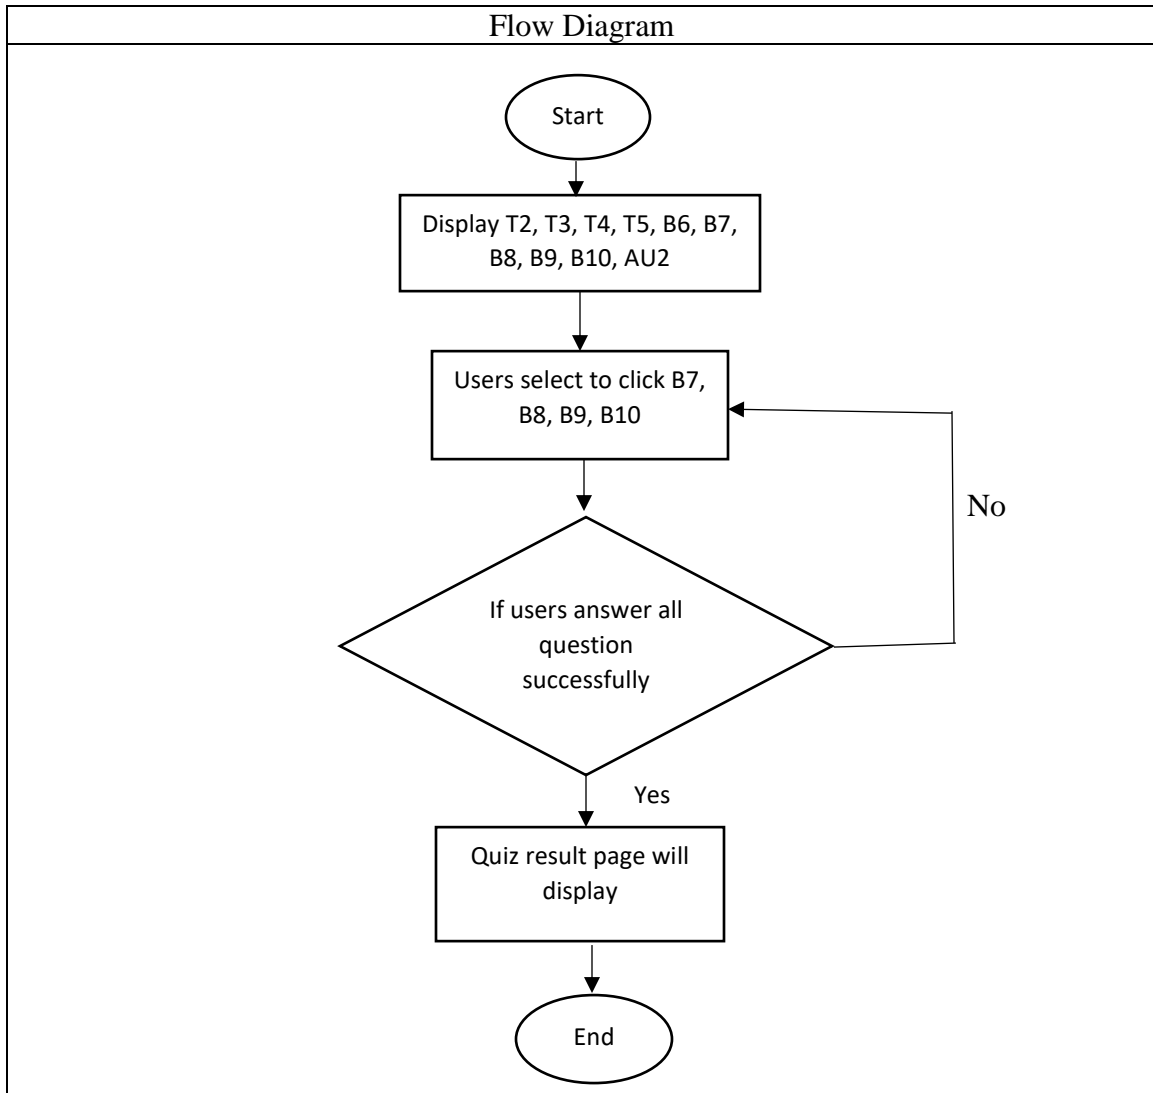 Flow Diagram
Start
Display T2, T3, T4, T5, B6, B7,
B8, B9, B10, AU2
Users select to click B7,
B8, B9, B10
No
If users answer all
question
successfully
Yes
Quiz result page will
display
End